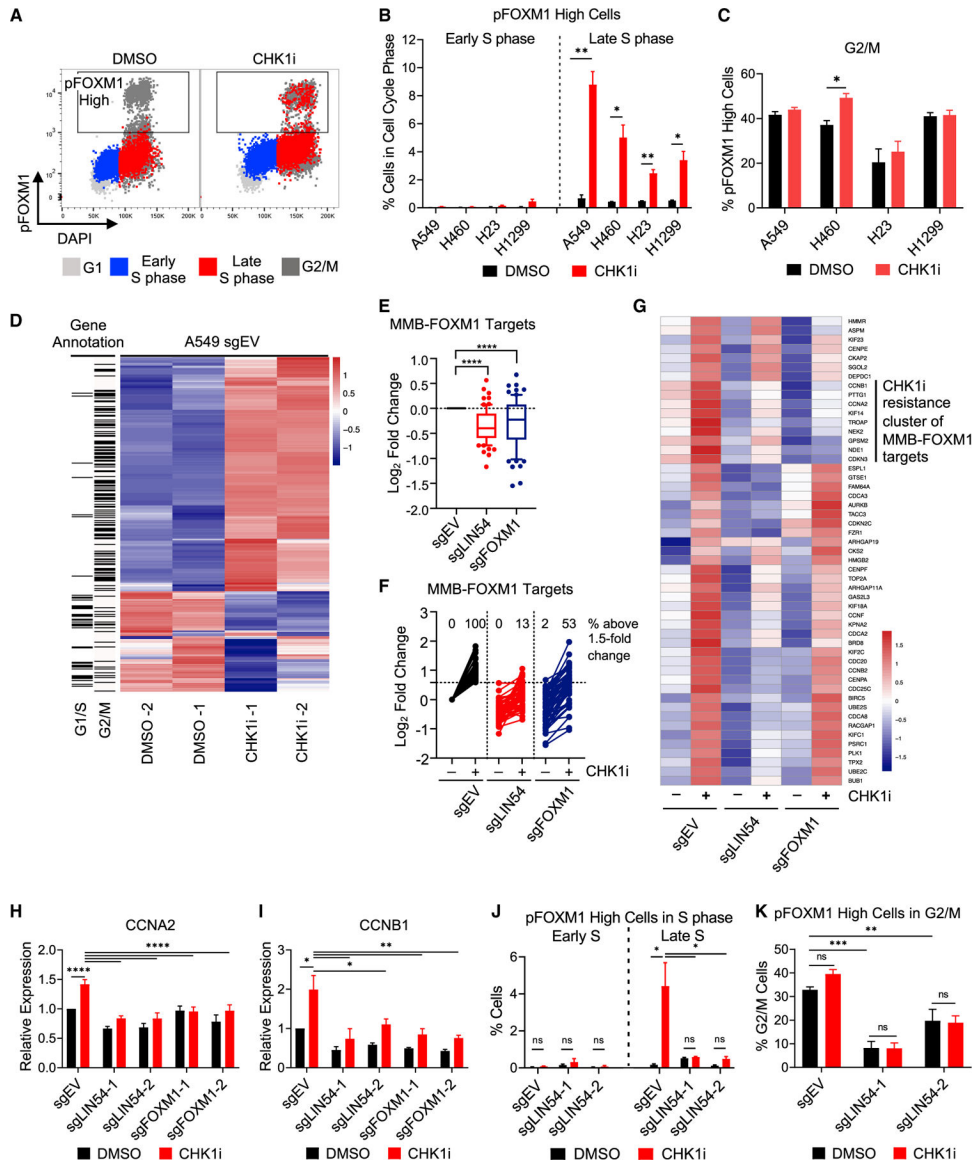 A
DMSO
CHK1i
pFOXM1
High
10⁴
10³
10²
0
0
50K
100K
150K
200K
0
50K
100K
150K
200K
pFOXM1
DAPI
G1
Early
S phase
Late
S phase
G2/M
B
pFOXM1 High Cells
Early S phase
Late S phase
% Cells in Cell Cycle Phase
12
10
8
6
4
2
0
**
*
**
*
A549
H460
H23
H1299
A549
H460
H23
H1299
DMSO
CHK1i
C
G2/M
% pFOXM1 High Cells
60
40
20
0
*
A549
H460
H23
H1299
DMSO
CHK1i
D
Gene
Annotation
A549 sgEV
1
0.5
0
−0.5
−1
G1/S
G2/M
DMSO -2
DMSO -1
CHK1i -1
CHK1i -2
E
MMB-FOXM1 Targets
Log₂ Fold Change
1.0
0.5
0.0
-0.5
-1.0
-1.5
-2.0
****
****
sgEV
sgLIN54
sgFOXM1
F
MMB-FOXM1 Targets
Log₂ Fold Change
3
2
1
0
-1
-2
0 100 0 13 2 53
% above
1.5-fold
change
− + − + − + CHK1i
sgEV
sgLIN54
sgFOXM1
G
HMMR
ASPM
KIF23
CENPE
CKAP2
SGOL2
DEPDC1
CCNB1
PTTG1
CCNA2
KIF14
TROAP
NEK2
GPSM2
NDE1
CDKN3
ESPL1
GTSE1
FAM64A
CDCA3
AURKB
TACC3
CDKN2C
FZR1
ARHGAP19
CKS2
HMGB2
CENPF
TOP2A
ARHGAP11A
GAS2L3
KIF18A
CCNF
KPNA2
CDCA2
BRD8
KIF2C
CDC20
CCNB2
CENPA
CDC25C
BIRC5
UBE2S
CDCA8
RACGAP1
KIFC1
PSRC1
PLK1
TPX2
UBE2C
BUB1
CHK1i
resistance
cluster of
MMB-FOXM1
targets
1.5
1
0.5
0
−0.5
−1
−1.5
− + − + − + CHK1i
sgEV
sgLIN54
sgFOXM1
H
CCNA2
Relative Expression
2.0
1.5
1.0
0.5
0.0
****
****
sgEV
sgLIN54-1
sgLIN54-2
sgFOXM1-1
sgFOXM1-2
DMSO
CHK1i
I
CCNB1
Relative Expression
3
2
1
0
**
*
*
sgEV
sgLIN54-1
sgLIN54-2
sgFOXM1-1
sgFOXM1-2
DMSO
CHK1i
J
pFOXM1 High Cells in S phase
Early S
Late S
% Cells
8
6
4
2
0
ns
ns
ns
*
*
ns
ns
sgEV
sgLIN54-1
sgLIN54-2
sgEV
sgLIN54-1
sgLIN54-2
DMSO
CHK1i
K
pFOXM1 High Cells in G2/M
% G2/M Cells
60
50
40
30
20
10
0
**
***
ns
ns
ns
sgEV
sgLIN54-1
sgLIN54-2
DMSO
CHK1i